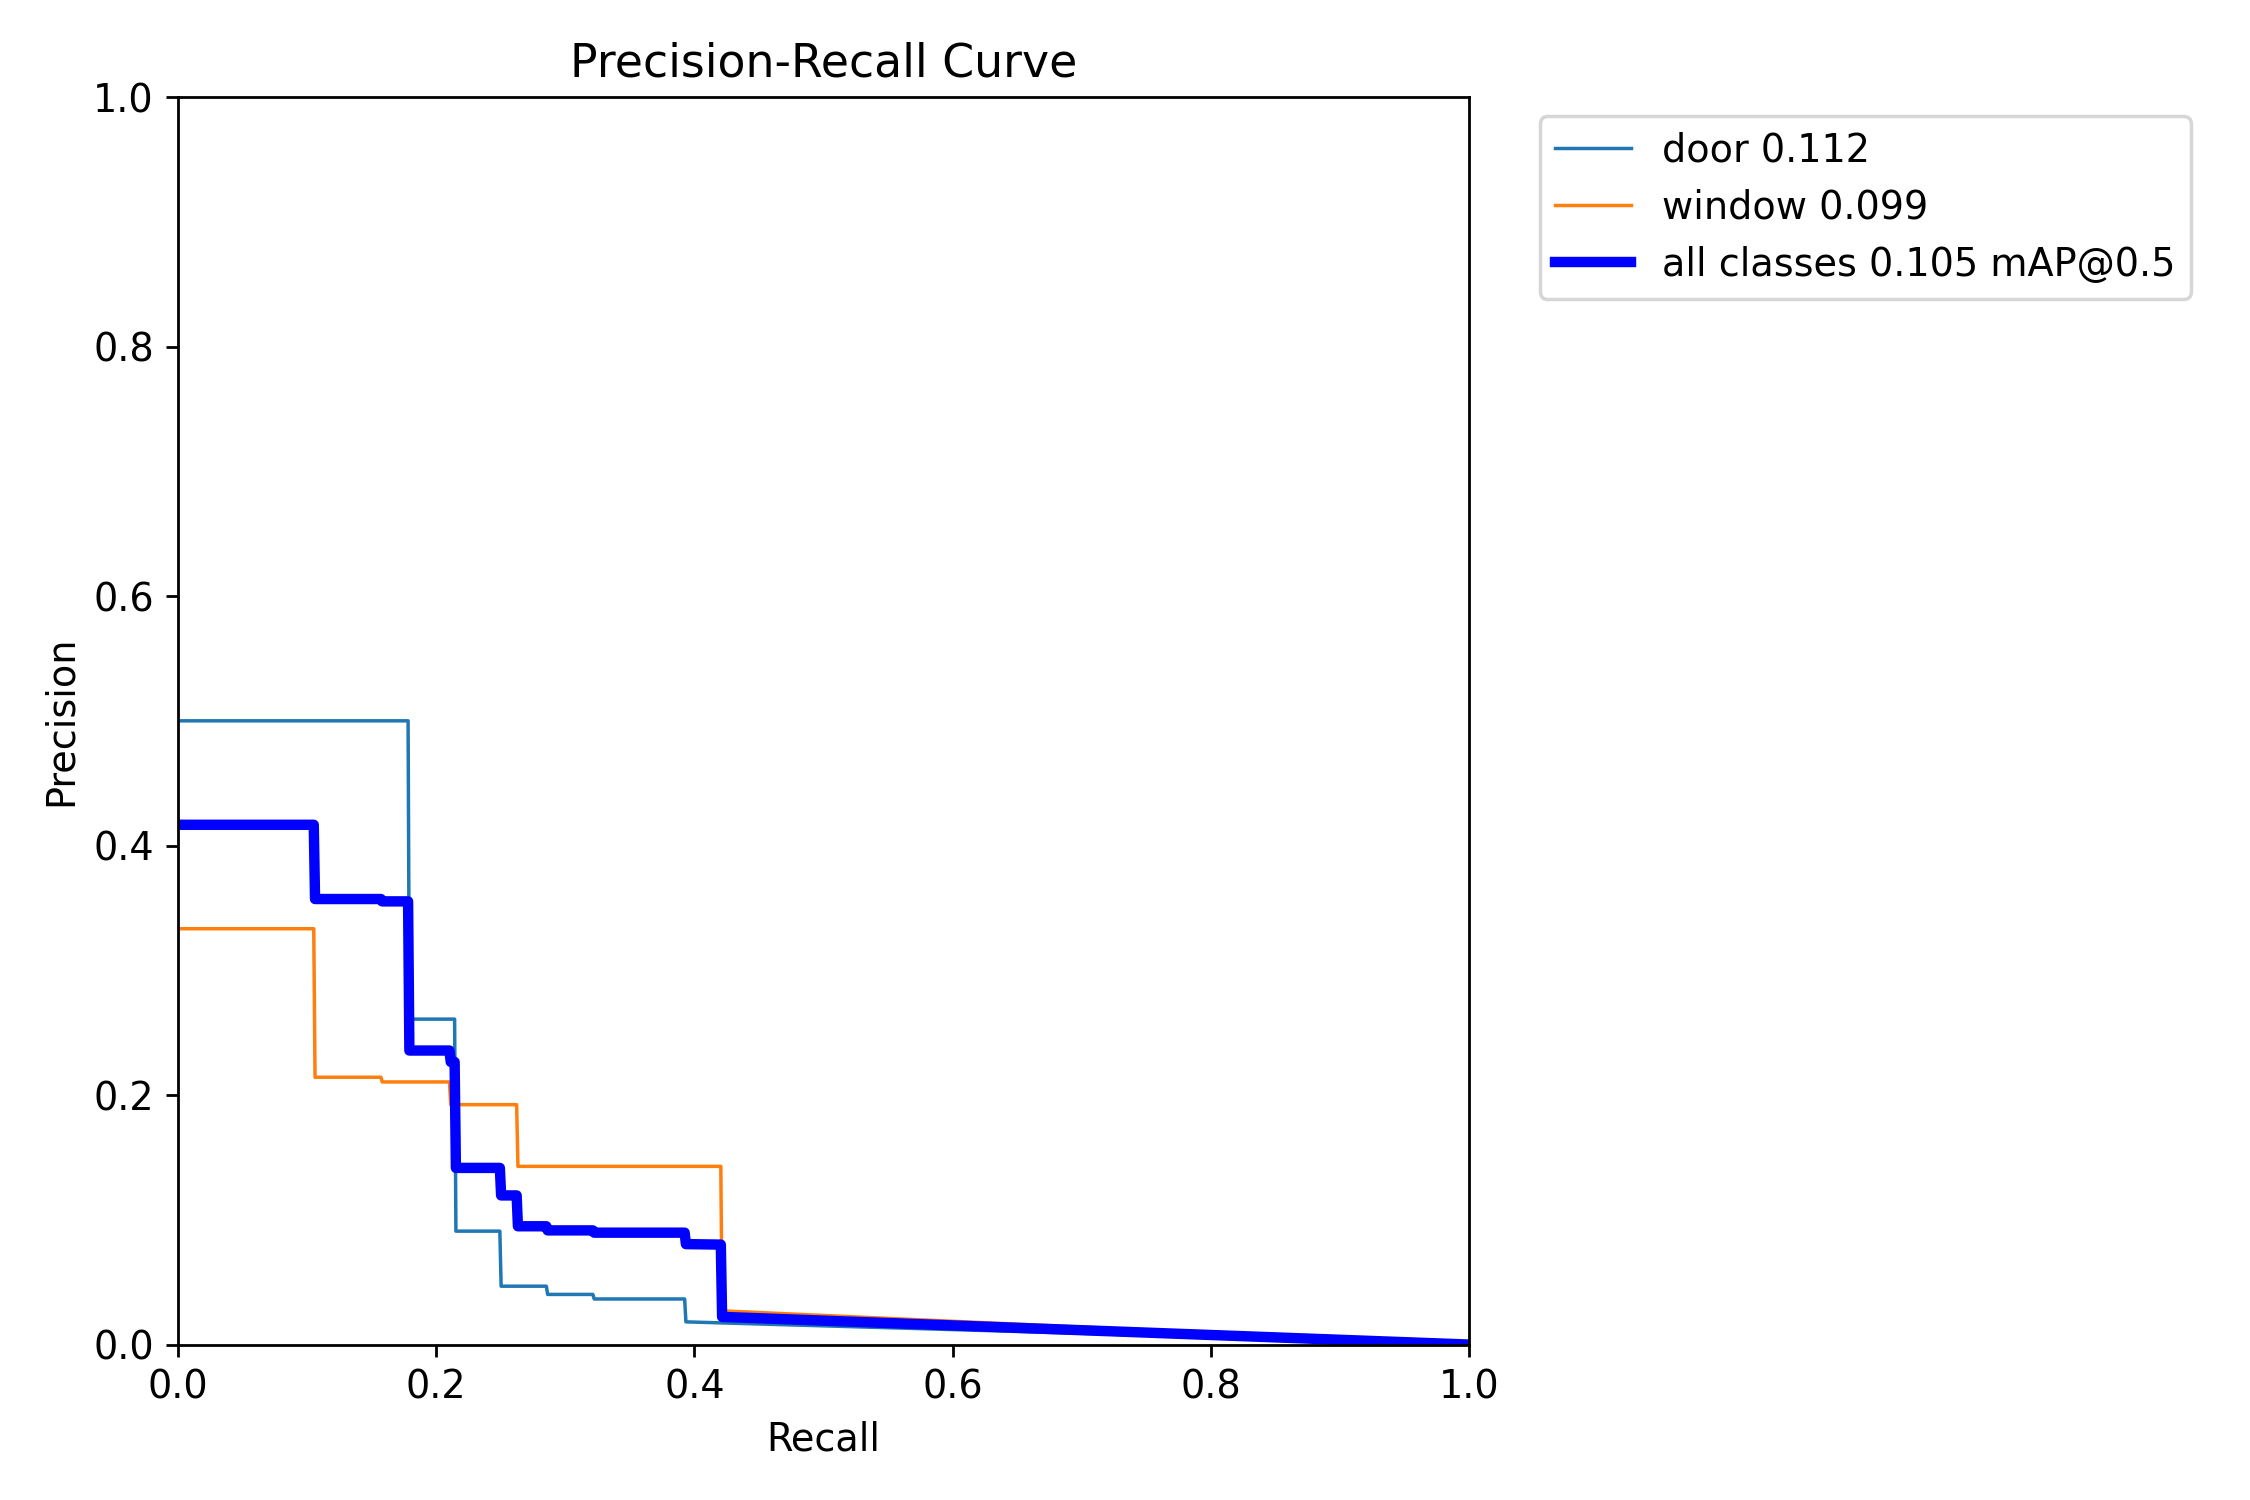 Precision-Recall Curve
1.0
0.8
0.6
0.4
0.2
0.0
Precision
0.0 0.2 0.4 0.6 0.8 1.0
Recall
door 0.112
window 0.099
all classes 0.105 mAP@0.5